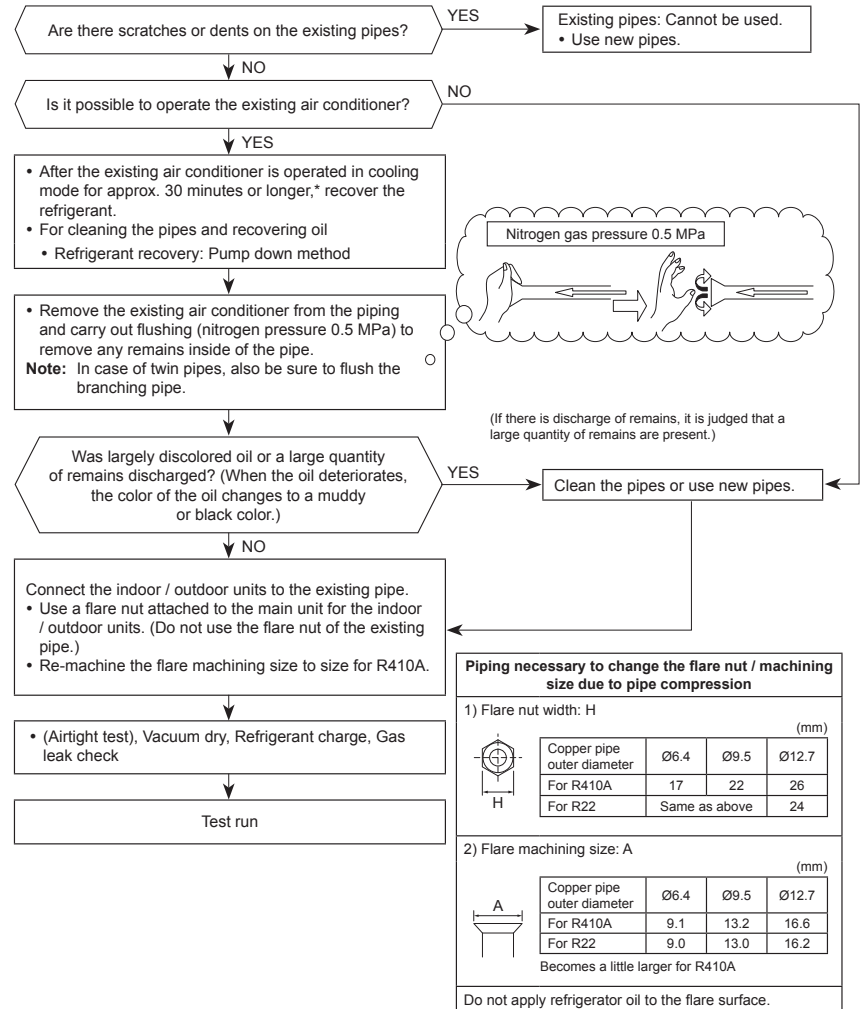 Are there scratches or dents on the existing pipes?
YES
Existing pipes: Cannot be used.
• Use new pipes.
NO
Is it possible to operate the existing air conditioner?
NO
YES
• After the existing air conditioner is operated in cooling
mode for approx. 30 minutes or longer,* recover the
refrigerant.
• For cleaning the pipes and recovering oil
• Refrigerant recovery: Pump down method
Nitrogen gas pressure 0.5 MPa
• Remove the existing air conditioner from the piping
and carry out flushing (nitrogen pressure 0.5 MPa) to
remove any remains inside of the pipe.
Note: In case of twin pipes, also be sure to flush the
branching pipe.
(If there is discharge of remains, it is judged that a
large quantity of remains are present.)
Was largely discolored oil or a large quantity
of remains discharged? (When the oil deteriorates,
the color of the oil changes to a muddy
or black color.)
YES
Clean the pipes or use new pipes.
NO
Connect the indoor / outdoor units to the existing pipe.
• Use a flare nut attached to the main unit for the indoor
/ outdoor units. (Do not use the flare nut of the existing
pipe.)
• Re-machine the flare machining size to size for R410A.
• (Airtight test), Vacuum dry, Refrigerant charge, Gas
leak check
Test run
Piping necessary to change the flare nut / machining
size due to pipe compression
1) Flare nut width: H
(mm)
H
Copper pipe
outer diameter Ø6.4 Ø9.5 Ø12.7
For R410A 17 22 26
For R22 Same as above 24
2) Flare machining size: A
(mm)
A
Copper pipe
outer diameter Ø6.4 Ø9.5 Ø12.7
For R410A 9.1 13.2 16.6
For R22 9.0 13.0 16.2
Becomes a little larger for R410A
Do not apply refrigerator oil to the flare surface.